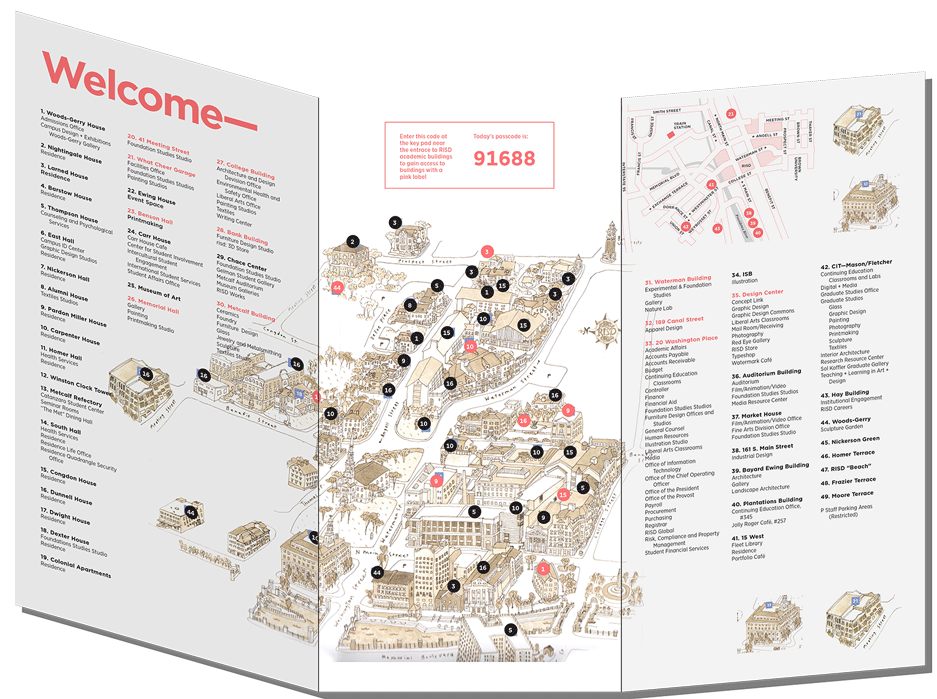 Welcome—
1. Woods-Gerry House
Admissions Office
Campus Design + Exhibitions
Woods-Gerry Gallery
2. Nightingale House
Residence
3. Larned House
Residence
4. Barstow House
Residence
5. Thompson House
Counseling and Psychological
Services
6. East Hall
Campus ID Center
Graphic Design Studios
Residence
7. Nickerson Hall
Residence
8. Alumni House
Textiles Studios
9. Pardon Miller House
Residence
10. Carpenter House
Residence
11. Homer Hall
Health Services
Residence
12. Winston Clock Tower
13. Metcalf Refectory
Catanzaro Student Center
Seminar Rooms
"The Met" Dining Hall
14. South Hall
Health Services
Residence
Residence Life Office
Residence Quadrangle Security
Office
15. Congdon House
Residence
16. Dunnell House
Residence
17. Dwight House
Residence
18. Dexter House
Foundations Studies Studio
Residence
19. Colonial Apartments
Residence
20. 41 Meeting Street
Foundation Studies Studio
21. What Cheer Garage
Facilities Office
Foundation Studies Studios
Painting Studios
22. Ewing House
Event Space
23. Benson Hall
Printmaking
24. Carr House
Carr House Café
Center for Student Involvement
Intercultural Student
Engagement
International Student Services
Student Affairs Office
25. Museum of Art
26. Memorial Hall
Gallery
Painting
Printmaking Studio
27. College Building
Architecture and Design
Devision Office
Environmental Health and
Safety Office
Liberal Arts Office
Painting Studios
Textiles
Writing Center
28. Bank Building
Furniture Design Studio
risd: 3D Store
29. Chace Center
Foundation Studies Studio
Gelman Student Gallery
Metcalf Auditorium
Museum Galleries
RISD Works
30. Metcalf Building
Ceramics
Foundry
Furniture Design
Glass
Jewelry and Metalsmithing
Sculpture
Textiles
Enter this code at
the key pad near
the entrance to RISD
academic buildings
to gain access to
buildings with a
pink label
Today's passcode is:
91688
Prospect Street
Benefit
Street
Waterman Street
N Main Street
Memorial Boulevard
SMITH STREET
TRAIN
STATION
MEETING ST
ANGELL ST
WATERMAN ST
RISD
COLLEGE ST
MEMORIAL BLVD
EXCHANGE TERRACE
BENEFIT ST
PROSPECT ST
BROWN ST
THAYER ST
BROWN
UNIVERSITY
31. Waterman Building
Experimental & Foundation
Studies
Gallery
Nature Lab
32. 169 Canal Street
Apparel Design
33. 20 Washington Place
Academic Affairs
Accounts Payable
Accounts Receivable
Budget
Continuing Education
Classrooms
Controller
Finance
Financial Aid
Foundation Studies Studios
Furniture Design Offices and
Studios
General Counsel
Human Resources
Illustration Studio
Liberal Arts Classrooms
Media
Office of Information
Technology
Office of the Chief Operating
Officer
Office of the President
Office of the Provost
Payroll
Procurement
Purchasing
Registrar
RISD Global
Risk, Compliance and Property
Management
Student Financial Services
34. ISB
Illustration
35. Design Center
Concept Link
Graphic Design
Graphic Design Commons
Liberal Arts Classrooms
Mail Room/Receiving
Photography
Red Eye Gallery
RISD Store
Typeshop
Watermark Café
36. Auditorium Building
Auditorium
Film/Animation/Video
Foundation Studies Studios
Media Resource Center
37. Market House
Film/Animation/Video Office
Fine Arts Division Office
Foundation Studies Studio
38. 161 S. Main Street
Industrial Design
39. Bayard Ewing Building
Architecture
Gallery
Landscape Architecture
40. Plantations Building
Continuing Education Office,
#345
Jolly Roger Café, #257
41. 15 West
Fleet Library
Residence
Portfolio Café
42. CIT—Mason/Fletcher
Continuing Education
Classrooms and Labs
Digital + Media
Graduate Studies Office
Graduate Studios
Glass
Graphic Design
Painting
Photography
Printmaking
Sculpture
Textiles
Interior Architecture
Research Resource Center
Sol Koffler Graduate Gallery
Teaching + Learning in Art +
Design
43. Hay Building
Institutional Engagement
RISD Careers
44. Woods-Gerry
Sculpture Garden
45. Nickerson Green
46. Homer Terrace
47. RISD "Beach"
48. Frazier Terrace
49. Moore Terrace
P Staff Parking Areas
(Restricted)